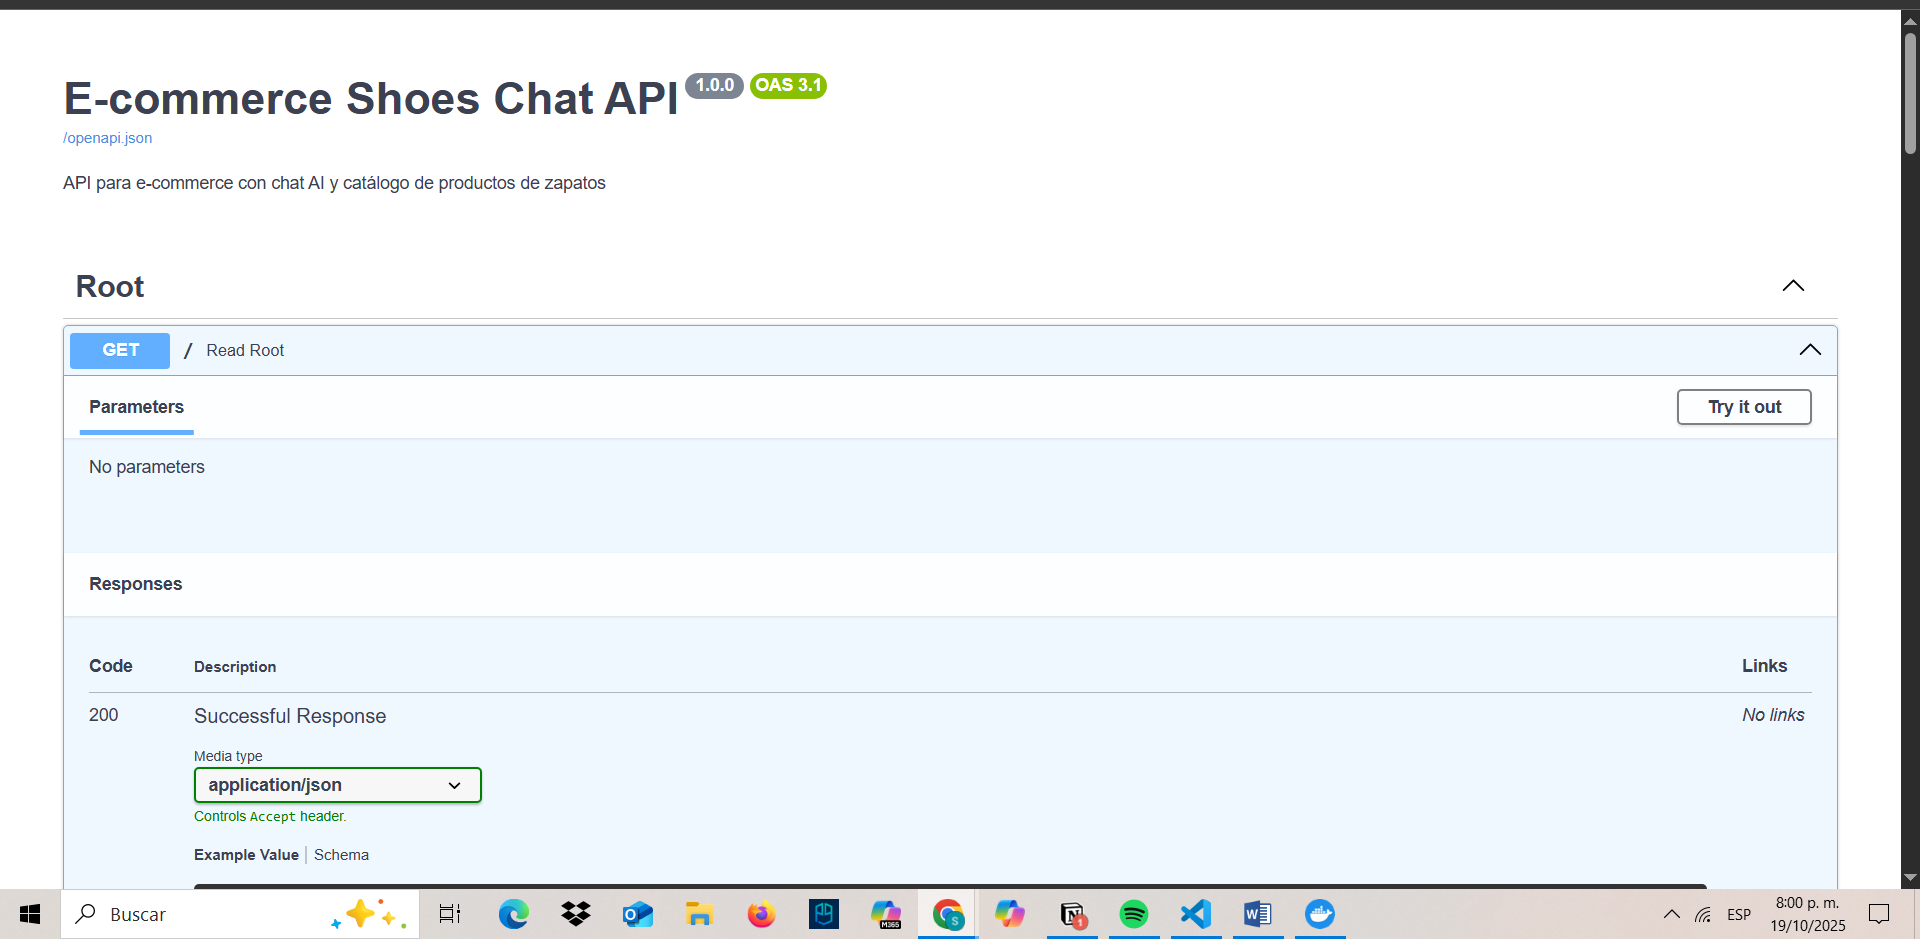 E-commerce Shoes Chat API 1.0.0 OAS 3.1
/openapi.json
API para e-commerce con chat AI y catálogo de productos de zapatos
Root
GET / Read Root
Parameters Try it out
No parameters
Responses
Code Description Links
200 Successful Response No links
Media type
application/json
Controls Accept header.
Example Value Schema
Buscar
M365
S
N 1
W
ESP
8:00 p. m.
19/10/2025